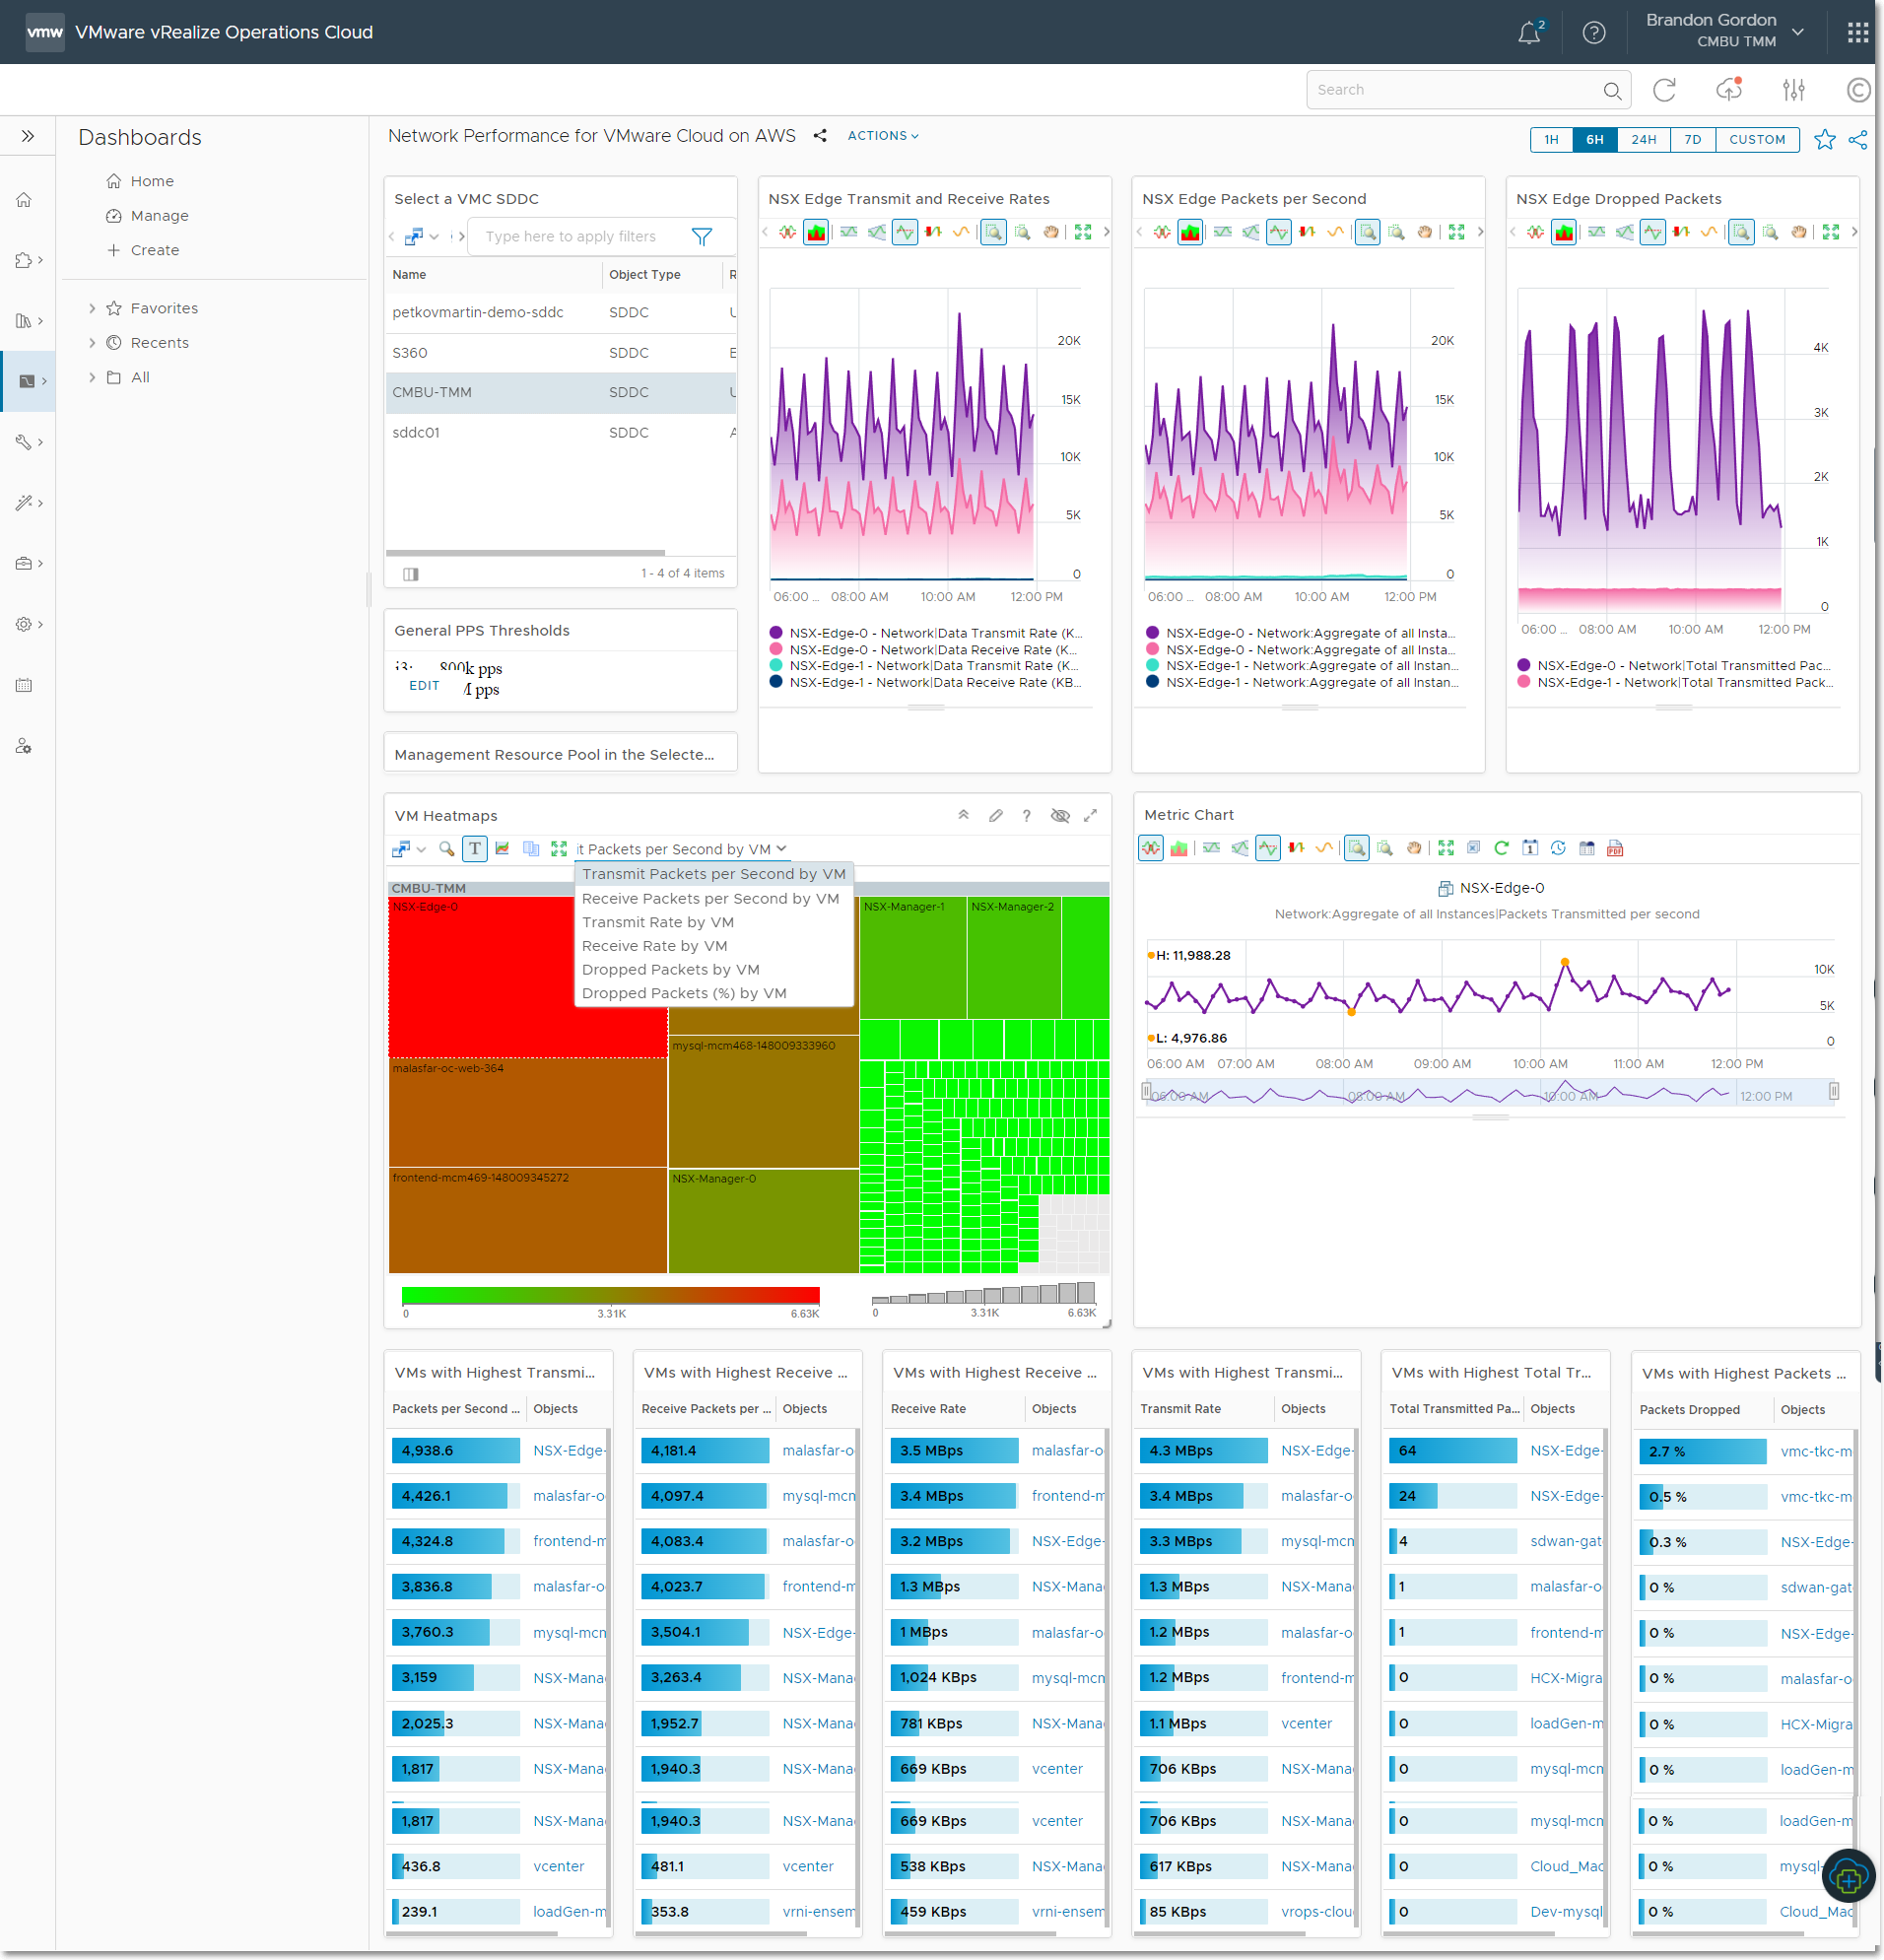 vmw VMware vRealize Operations Cloud
2
Brandon Gordon
CMBU TMM
Search
Dashboards
Home
Manage
Create
Favorites
Recents
All
Network Performance for VMware Cloud on AWS
ACTIONS
1H 6H 24H 7D CUSTOM
Select a VMC SDDC
Type here to apply filters
Name Object Type R
petkovmartin-demo-sddc SDDC
S360 SDDC E
CMBU-TMM SDDC
sddc01 SDDC
1 - 4 of 4 items
General PPS Thresholds
i3: 800k pps
EDIT M pps
Management Resource Pool in the Selecte...
NSX Edge Transmit and Receive Rates
20K
15K
10K
5K
0
06:00 ... 08:00 AM 10:00 AM 12:00 PM
NSX-Edge-0 - Network|Data Transmit Rate (K...
NSX-Edge-0 - Network|Data Receive Rate (K...
NSX-Edge-1 - Network|Data Transmit Rate (K...
NSX-Edge-1 - Network|Data Receive Rate (KB...
NSX Edge Packets per Second
20K
15K
10K
5K
0
06:00 ... 08:00 AM 10:00 AM 12:00 PM
NSX-Edge-0 - Network:Aggregate of all Insta...
NSX-Edge-0 - Network:Aggregate of all Insta...
NSX-Edge-1 - Network:Aggregate of all Instan...
NSX-Edge-1 - Network:Aggregate of all Instan...
NSX Edge Dropped Packets
4K
3K
2K
1K
0
06:00 ... 08:00 AM 10:00 AM 12:00 PM
NSX-Edge-0 - Network|Total Transmitted Pac...
NSX-Edge-1 - Network|Total Transmitted Pack...
VM Heatmaps
?
T
it Packets per Second by VM
Transmit Packets per Second by VM
Receive Packets per Second by VM
Transmit Rate by VM
Receive Rate by VM
Dropped Packets by VM
Dropped Packets (%) by VM
CMBU-TMM
NSX-Edge-0
NSX-Manager-1
NSX-Manager-2
mysql-mcm468-148009333960
malasfar-oc-web-364
frontend-mcm469-148009345272
NSX-Manager-0
0 3.31K 6.63K
0 3.31K 6.63K
Metric Chart
NSX-Edge-0
Network:Aggregate of all Instances|Packets Transmitted per second
H: 11,988.28
L: 4,976.86
10K
5K
0
06:00 AM 07:00 AM 08:00 AM 09:00 AM 10:00 AM 11:00 AM 12:00 PM
06:00 AM 08:00 AM 10:00 AM 12:00 PM
VMs with Highest Transmi...
Packets per Second ... Objects
4,938.6 NSX-Edge-
4,426.1 malasfar-o
4,324.8 frontend-m
3,836.8 malasfar-o
3,760.3 mysql-mcm
3,159 NSX-Mana
2,025.3 NSX-Mana
1,817 NSX-Mana
1,817 NSX-Mana
436.8 vcenter
239.1 loadGen-m
VMs with Highest Receive ...
Receive Packets per ... Objects
4,181.4 malasfar-o
4,097.4 mysql-mcm
4,083.4 malasfar-o
4,023.7 frontend-m
3,504.1 NSX-Edge-
3,263.4 NSX-Mana
1,952.7 NSX-Mana
1,940.3 NSX-Mana
1,940.3 NSX-Mana
481.1 vcenter
353.8 vrni-ensem
VMs with Highest Receive ...
Receive Rate Objects
3.5 MBps malasfar-o
3.4 MBps frontend-m
3.2 MBps NSX-Edge-
1.3 MBps NSX-Mana
1 MBps malasfar-o
1,024 KBps mysql-mcm
781 KBps NSX-Mana
669 KBps vcenter
669 KBps vcenter
538 KBps NSX-Mana
459 KBps vrni-ensem
VMs with Highest Transmi...
Transmit Rate Objects
4.3 MBps NSX-Edge-
3.4 MBps malasfar-o
3.3 MBps mysql-mcm
1.3 MBps NSX-Mana
1.2 MBps malasfar-o
1.2 MBps frontend-m
1.1 MBps vcenter
706 KBps NSX-Mana
706 KBps NSX-Mana
617 KBps NSX-Mana
85 KBps vrops-clou
VMs with Highest Total Tr...
Total Transmitted Pa... Objects
64 NSX-Edge-
24 NSX-Edge-
4 sdwan-gat
1 malasfar-o
1 frontend-m
0 HCX-Migra
0 loadGen-m
0 mysql-mcm
0 mysql-mcm
0 Cloud_Mac
0 Dev-mysql
VMs with Highest Packets ...
Packets Dropped Objects
2.7 % vmc-tkc-m
0.5 % vmc-tkc-m
0.3 % NSX-Edge-
0 % sdwan-gat
0 % NSX-Edge-
0 % malasfar-o
0 % HCX-Migra
0 % loadGen-m
0 % loadGen-m
0 % mysql-
0 % Cloud_Mac